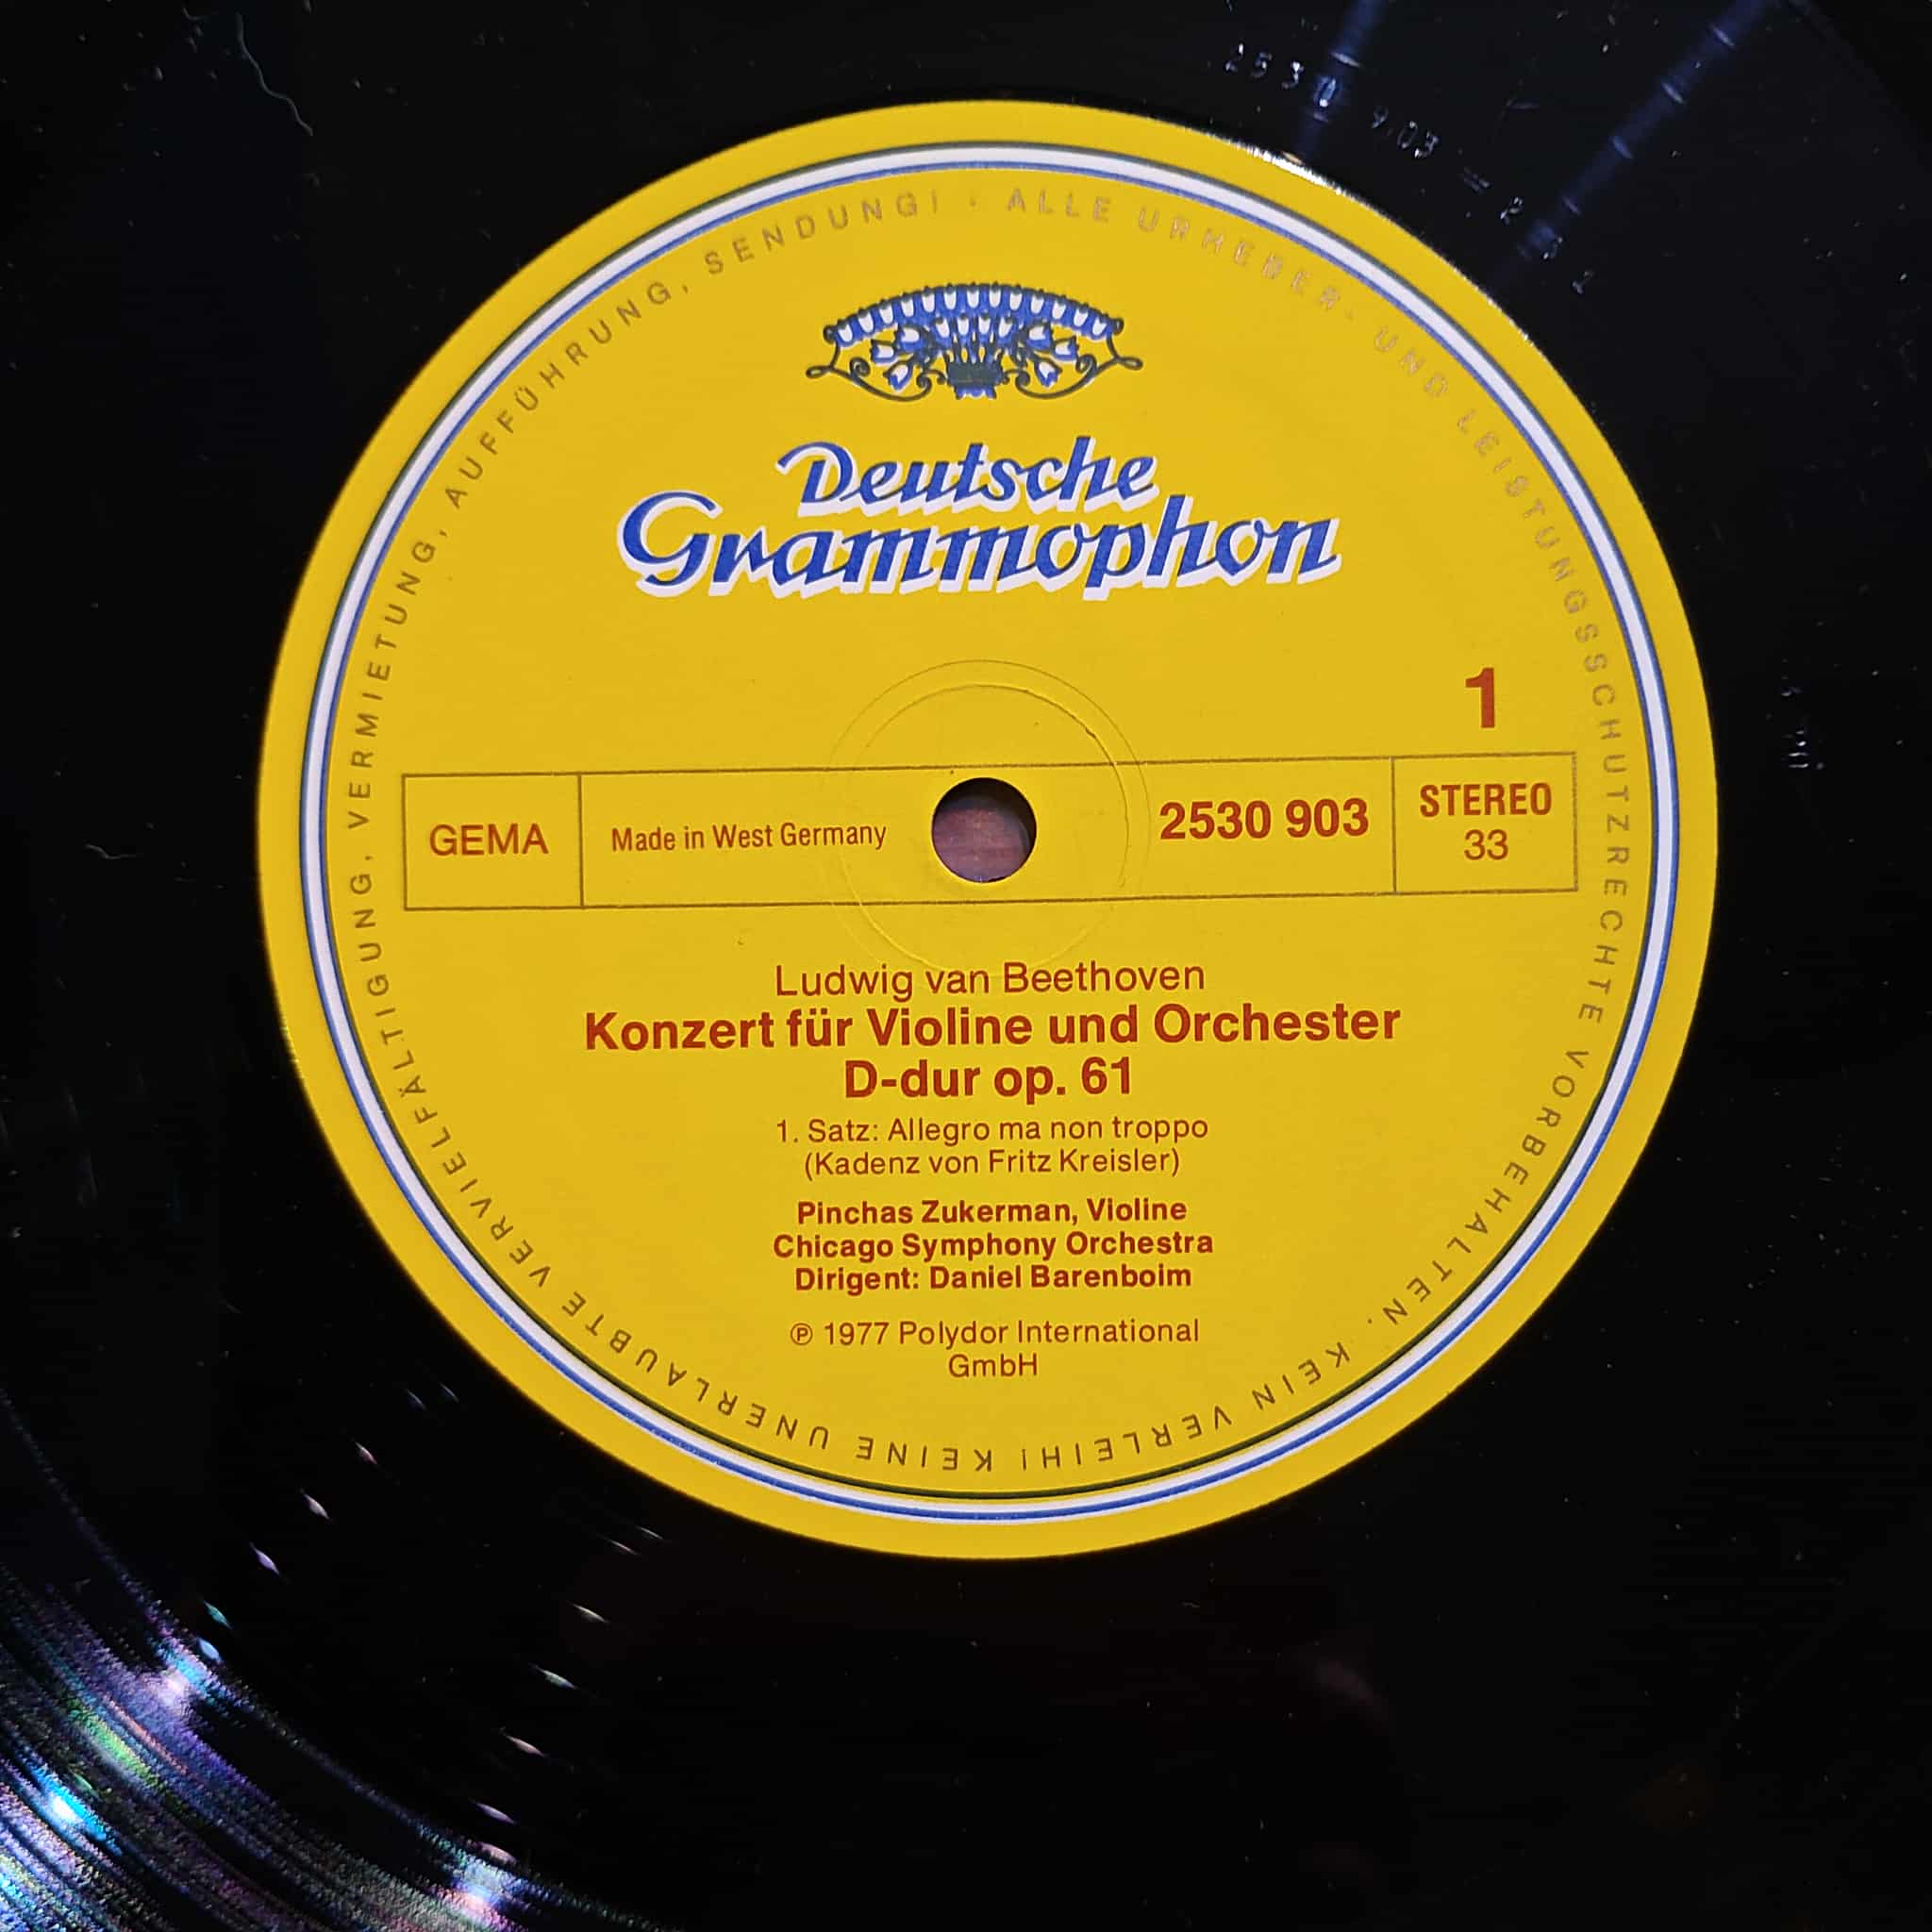 Deutsche
Grammophon
1
GEMA
Made in West Germany
2530 903
STEREO
33
Ludwig van Beethoven
Konzert für Violine und Orchester
D-dur op. 61
1. Satz: Allegro ma non troppo
(Kadenz von Fritz Kreisler)
Pinchas Zukerman, Violine
Chicago Symphony Orchestra
Dirigent: Daniel Barenboim
℗ 1977 Polydor International
GmbH
ALLE URHEBER- UND LEISTUNGSSCHUTZRECHTE VORBEHALTEN. KEIN VERLEIH! KEINE UNERLAUBTE VERVIELFÄLTIGUNG, VERMIETUNG, AUFFÜHRUNG, SENDUNG! ·
2530 903